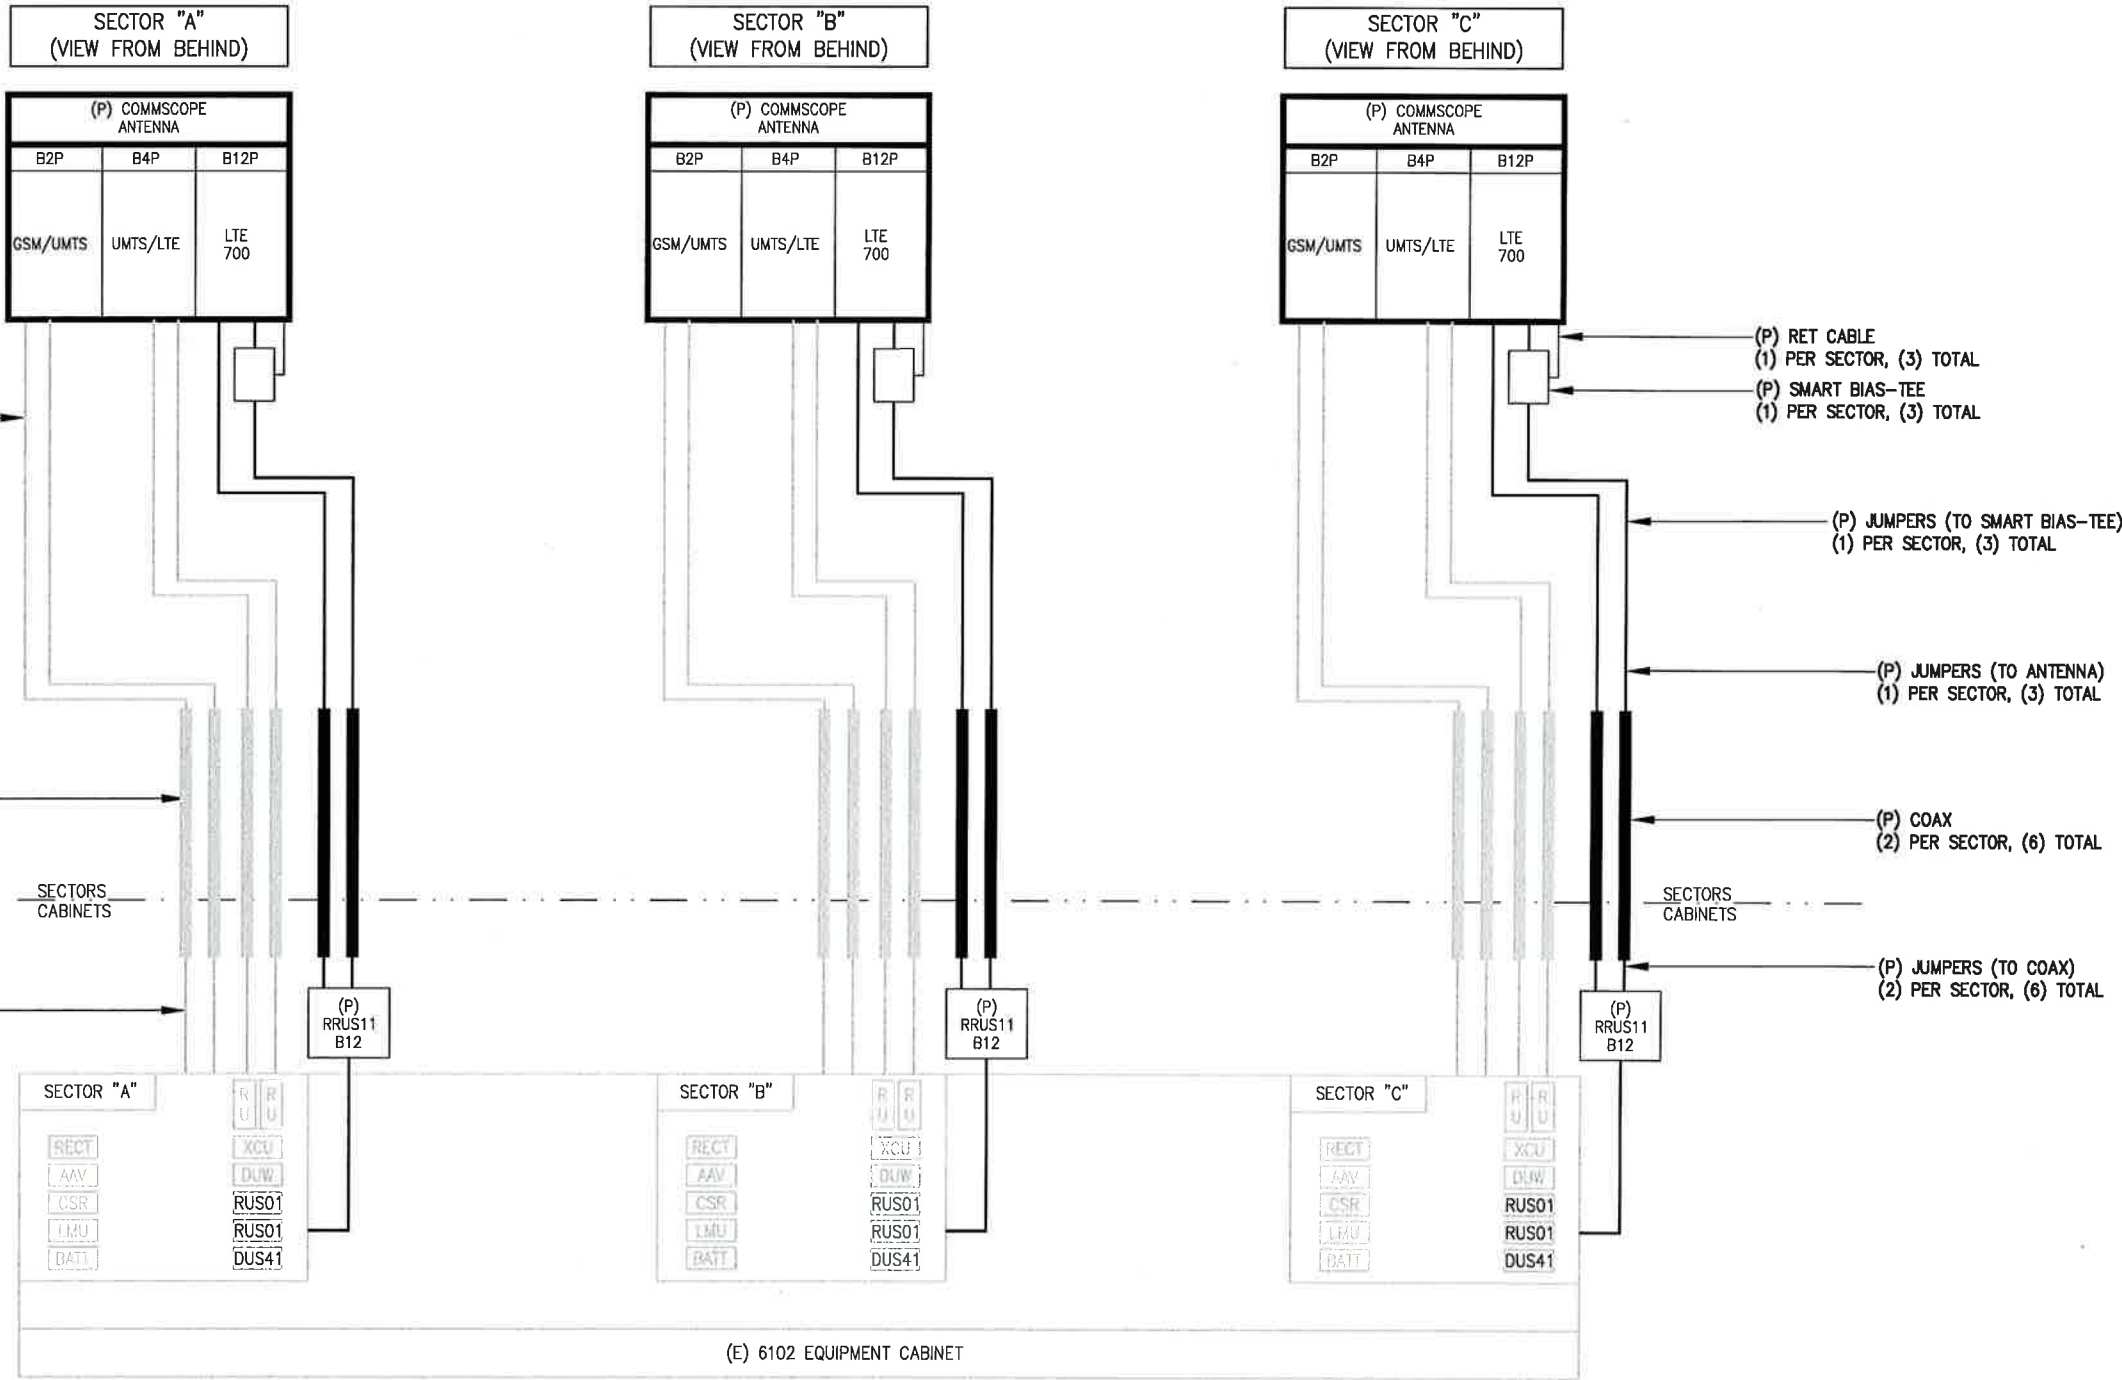 SECTOR "A"
(VIEW FROM BEHIND)
SECTOR "B"
(VIEW FROM BEHIND)
SECTOR "C"
(VIEW FROM BEHIND)
(P) COMMSCOPE
ANTENNA
B2P B4P B12P
GSM/UMTS UMTS/LTE LTE
700
(P) COMMSCOPE
ANTENNA
B2P B4P B12P
GSM/UMTS UMTS/LTE LTE
700
(P) COMMSCOPE
ANTENNA
B2P B4P B12P
GSM/UMTS UMTS/LTE LTE
700
(P) RET CABLE
(1) PER SECTOR, (3) TOTAL
(P) SMART BIAS-TEE
(1) PER SECTOR, (3) TOTAL
(P) JUMPERS (TO SMART BIAS-TEE)
(1) PER SECTOR, (3) TOTAL
(P) JUMPERS (TO ANTENNA)
(1) PER SECTOR, (3) TOTAL
(P) COAX
(2) PER SECTOR, (6) TOTAL
SECTORS
CABINETS
SECTORS
CABINETS
(P) JUMPERS (TO COAX)
(2) PER SECTOR, (6) TOTAL
(P)
RRUS11
B12
(P)
RRUS11
B12
(P)
RRUS11
B12
SECTOR "A"
R R
U U
RECT XCU
AAV DUW
CSR RUS01
LMU RUS01
BATT DUS41
SECTOR "B"
R R
U U
RECT XCU
AAV DUW
CSR RUS01
LMU RUS01
BATT DUS41
SECTOR "C"
R R
U U
RECT XCU
AAV DUW
CSR RUS01
LMU RUS01
BATT DUS41
(E) 6102 EQUIPMENT CABINET